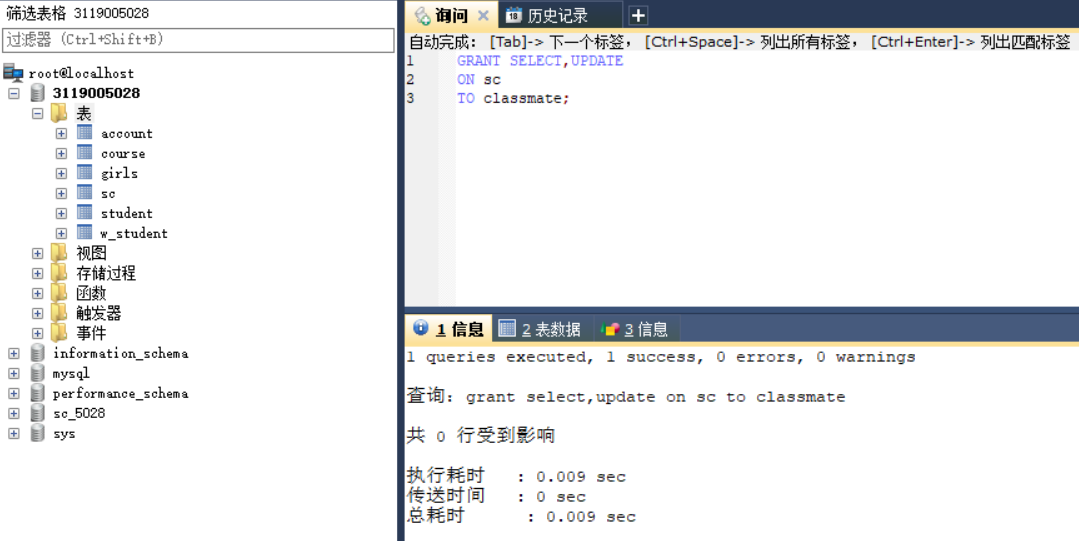 筛选表格 3119005028
过滤器 (Ctrl+Shift+B)
root@localhost
3119005028
表
account
course
girls
sc
student
w_student
视图
存储过程
函数
触发器
事件
information_schema
mysql
performance_schema
sc_5028
sys
询问
18 历史记录
自动完成: [Tab]-> 下一个标签, [Ctrl+Space]-> 列出所有标签, [Ctrl+Enter]-> 列出匹配标签
1 GRANT SELECT,UPDATE
2 ON sc
3 TO classmate;
1 信息 2 表数据 3 信息
1 queries executed, 1 success, 0 errors, 0 warnings
查询: grant select,update on sc to classmate
共 0 行受到影响
执行耗时 : 0.009 sec
传送时间 : 0 sec
总耗时 : 0.009 sec